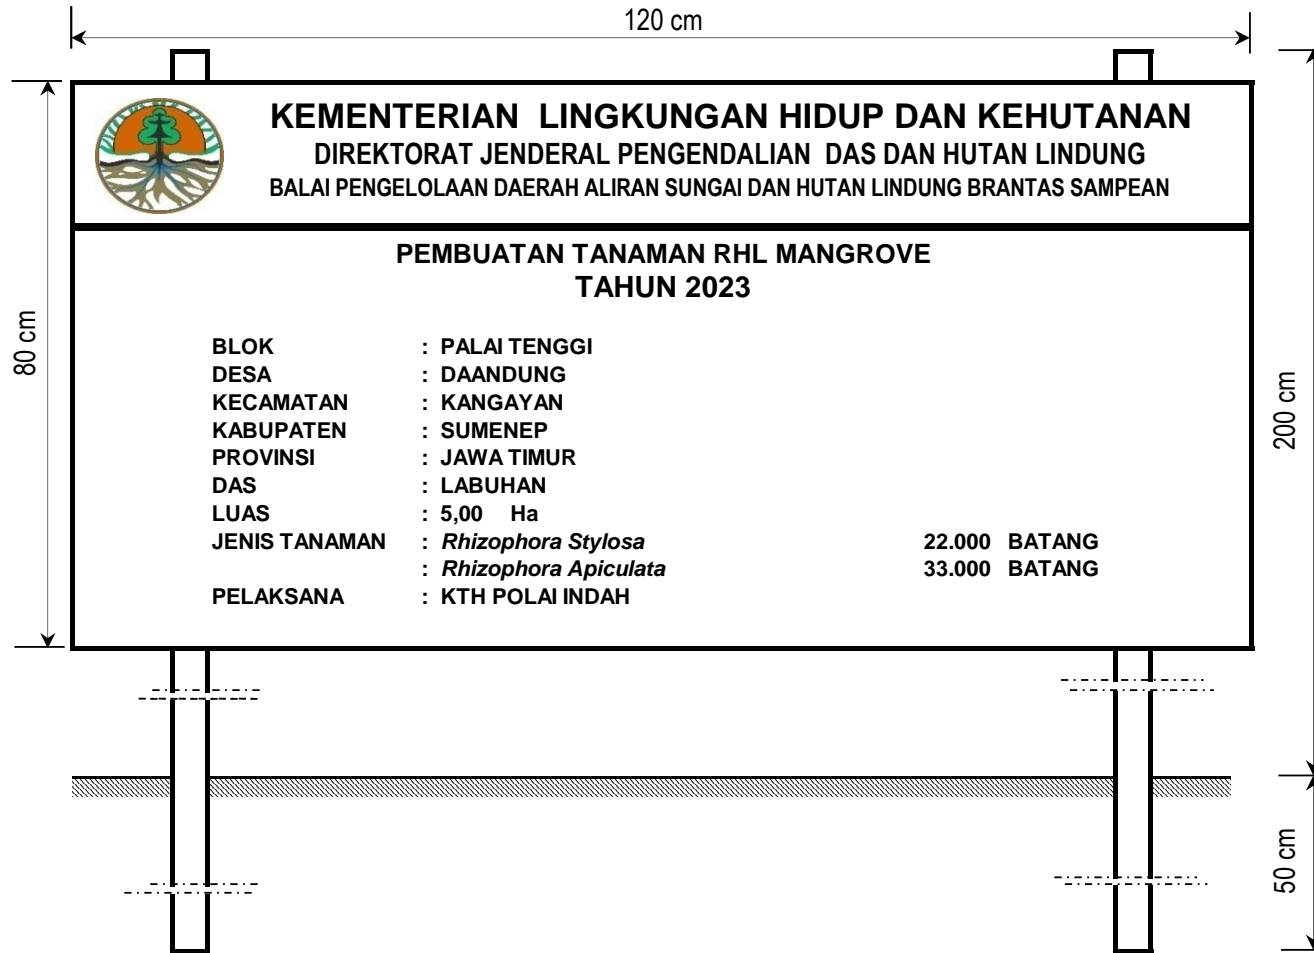 120 cm
KEMENTERIAN LINGKUNGAN HIDUP DAN KEHUTANAN
DIREKTORAT JENDERAL PENGENDALIAN DAS DAN HUTAN LINDUNG
BALAI PENGELOLAAN DAERAH ALIRAN SUNGAI DAN HUTAN LINDUNG BRANTAS SAMPEAN
PEMBUATAN TANAMAN RHL MANGROVE
TAHUN 2023
80 cm
BLOK : PALAI TENGGI
DESA : DAANDUNG
KECAMATAN : KANGAYAN
KABUPATEN : SUMENEP
PROVINSI : JAWA TIMUR
DAS : LABUHAN
LUAS : 5,00 Ha
JENIS TANAMAN : Rhizophora Stylosa 22.000 BATANG
: Rhizophora Apiculata 33.000 BATANG
PELAKSANA : KTH POLAI INDAH
200 cm
50 cm